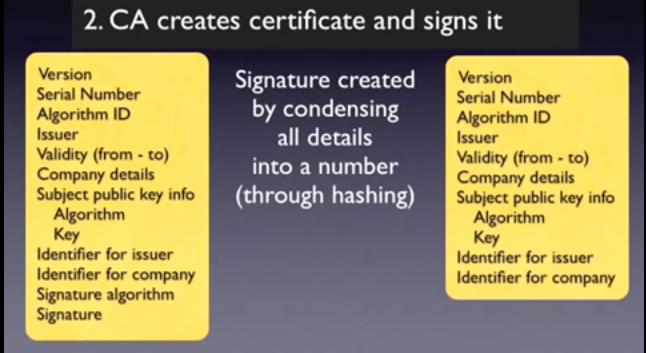 2. CA creates certificate and signs it
Version
Serial Number
Algorithm ID
Issuer
Validity (from - to)
Company details
Subject public key info
Algorithm
Key
Identifier for issuer
Identifier for company
Signature algorithm
Signature
Signature created
by condensing
all details
into a number
(through hashing)
Version
Serial Number
Algorithm ID
Issuer
Validity (from - to)
Company details
Subject public key info
Algorithm
Key
Identifier for issuer
Identifier for company